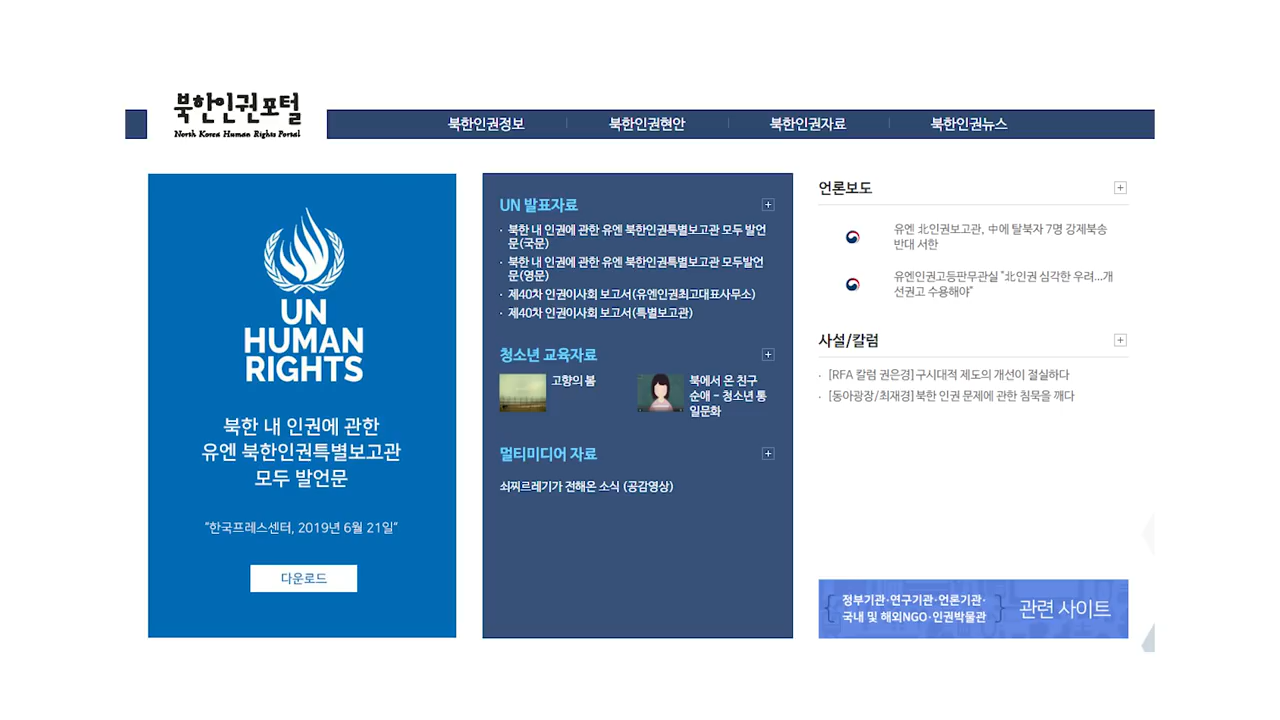 북한인권포털
North Korea Human Rights Portal
북한인권정보
북한인권현안
북한인권자료
북한인권뉴스
UN
HUMAN
RIGHTS
북한 내 인권에 관한
유엔 북한인권특별보고관
모두 발언문
"한국프레스센터, 2019년 6월 21일"
다운로드
UN 발표자료
· 북한 내 인권에 관한 유엔 북한인권특별보고관 모두 발언
문(국문)
· 북한 내 인권에 관한 유엔 북한인권특별보고관 모두발언
문(영문)
· 제40차 인권이사회 보고서(유엔인권최고대표사무소)
· 제40차 인권이사회 보고서(특별보고관)
청소년 교육자료
고향의 봄
북에서 온 친구
순애 - 청소년 통
일문화
멀티미디어 자료
쇠찌르레기가 전해온 소식 (공감영상)
언론보도
유엔 北인권보고관, 中에 탈북자 7명 강제북송
반대 서한
유엔인권고등판무관실 "北인권 심각한 우려...개
선권고 수용해야"
사설/칼럼
· [RFA 칼럼 권은경] 구시대적 제도의 개선이 절실하다
· [동아광장/최재경] 북한 인권 문제에 관한 침묵을 깨다
정부기관·연구기관·언론기관·
국내 및 해외NGO·인권박물관
관련 사이트